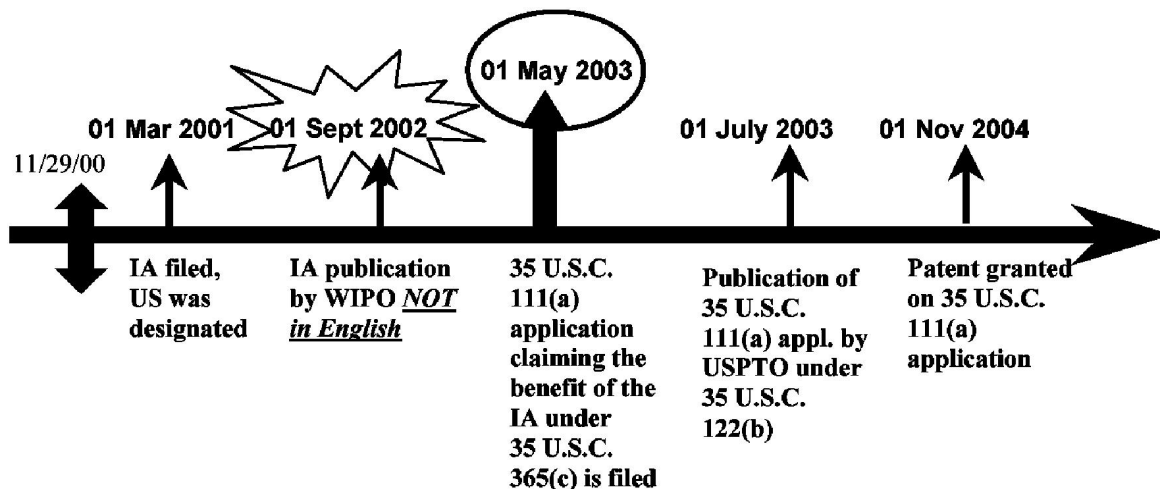 01 May 2003
01 Mar 2001
01 Sept 2002
01 July 2003
01 Nov 2004
11/29/00
IA filed,
US was
designated
IA publication
by WIPO NOT
in English
35 U.S.C.
111(a)
application
claiming the
benefit of the
IA under
35 U.S.C.
365(c) is filed
Publication of
35 U.S.C.
111(a) appl. by
USPTO under
35 U.S.C.
122(b)
Patent granted
on 35 U.S.C.
111(a)
application